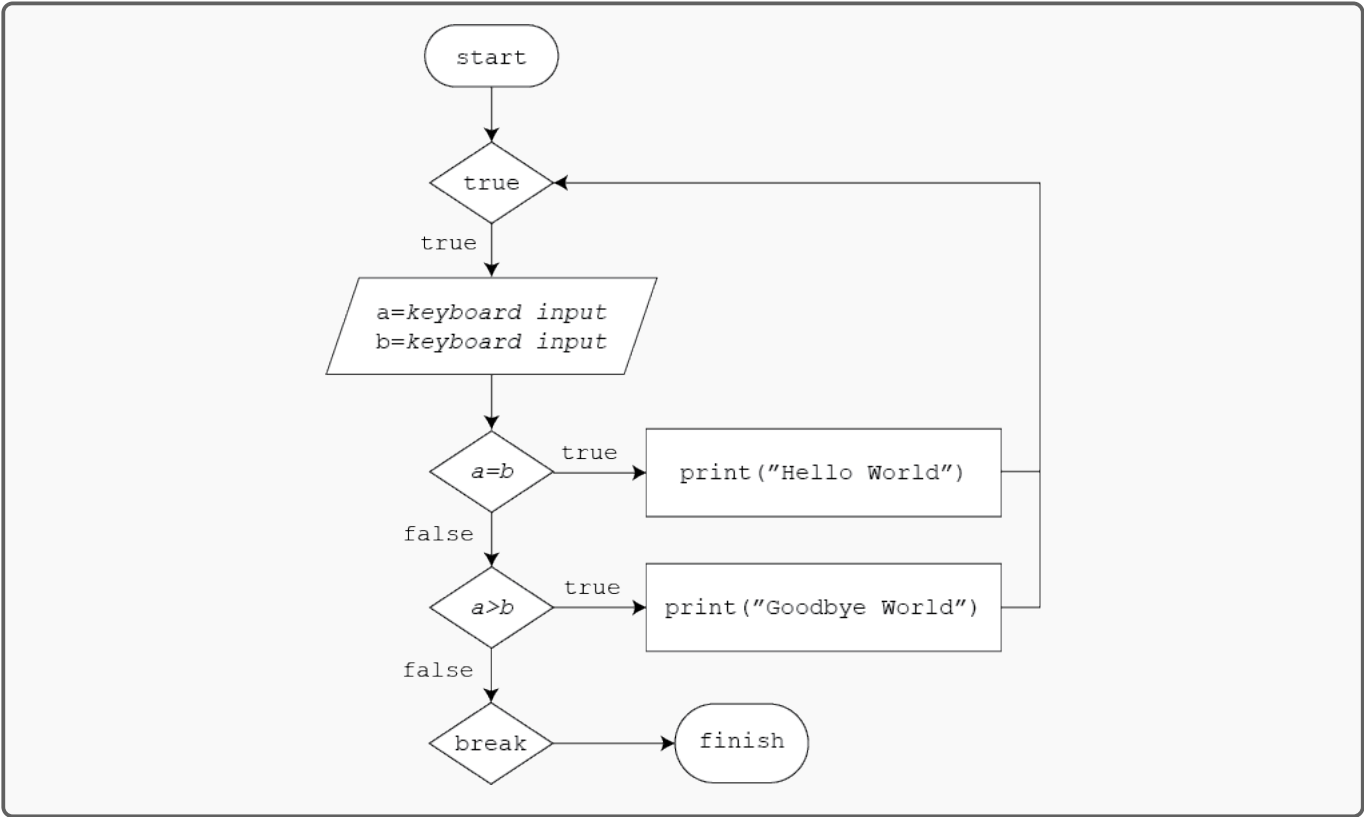 start
true
true
a=keyboard input
b=keyboard input
a=b
true
print(”Hello World”)
false
a>b
true
print(”Goodbye World”)
false
break
finish